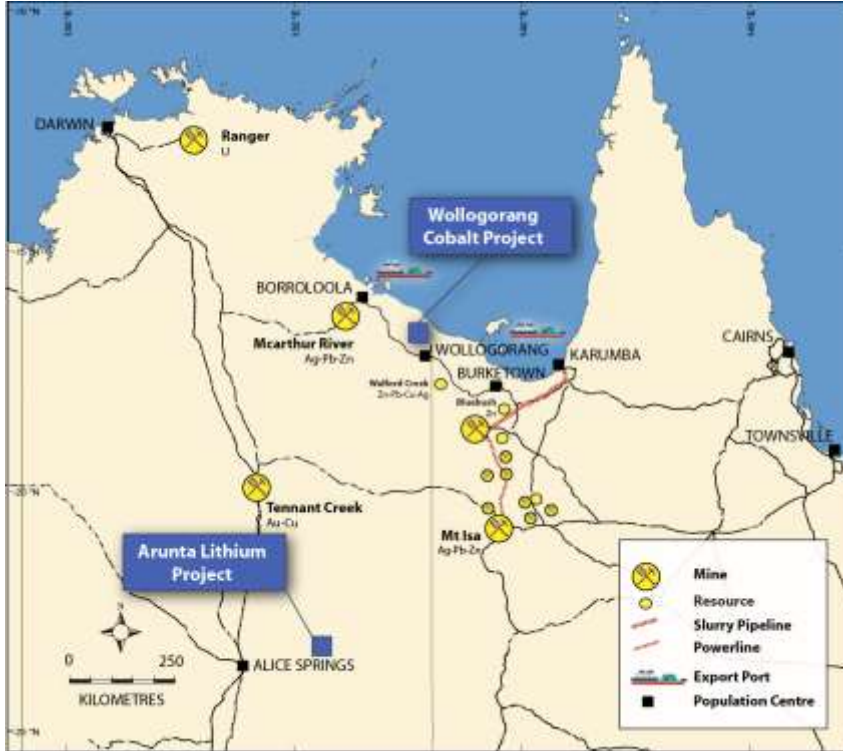 DARWIN
Ranger
U
Wollogorang
Cobalt Project
BORROLOOLA
Mcarthur River
Ag-Pb-Zn
WOLLOGORANG
KARUMBA
CAIRNS
BURKETOWN
Walford Creek
Zn-Pb-Cu-Ag
Bluebush
Zn
TOWNSVILLE
Tennant Creek
Au-Cu
Mt Isa
Ag-Pb-Zn
Arunta Lithium
Project
N
0 250
KILOMETRES
ALICE SPRINGS
Mine
Resource
Slurry Pipeline
Powerline
Export Port
Population Centre